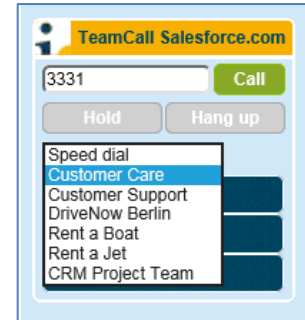 TeamCall Salesforce.com
3331 Call
Hold Hang up
Speed dial
Customer Care
Customer Support
DriveNow Berlin
Rent a Boat
Rent a Jet
CRM Project Team